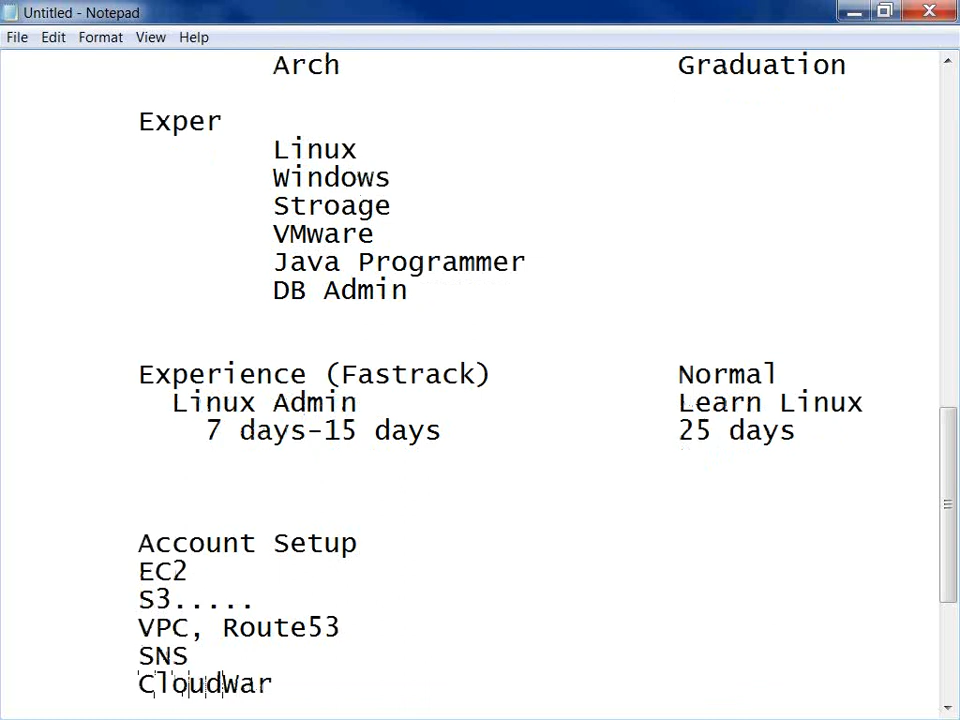 Untitled - Notepad
File Edit Format View Help
Arch Graduation
Exper
Linux
Windows
Stroage
VMware
Java Programmer
DB Admin
Experience (Fastrack) Normal
Linux Admin Learn Linux
7 days-15 days 25 days
Account Setup
EC2
S3.....
VPC, Route53
SNS
CloudWar